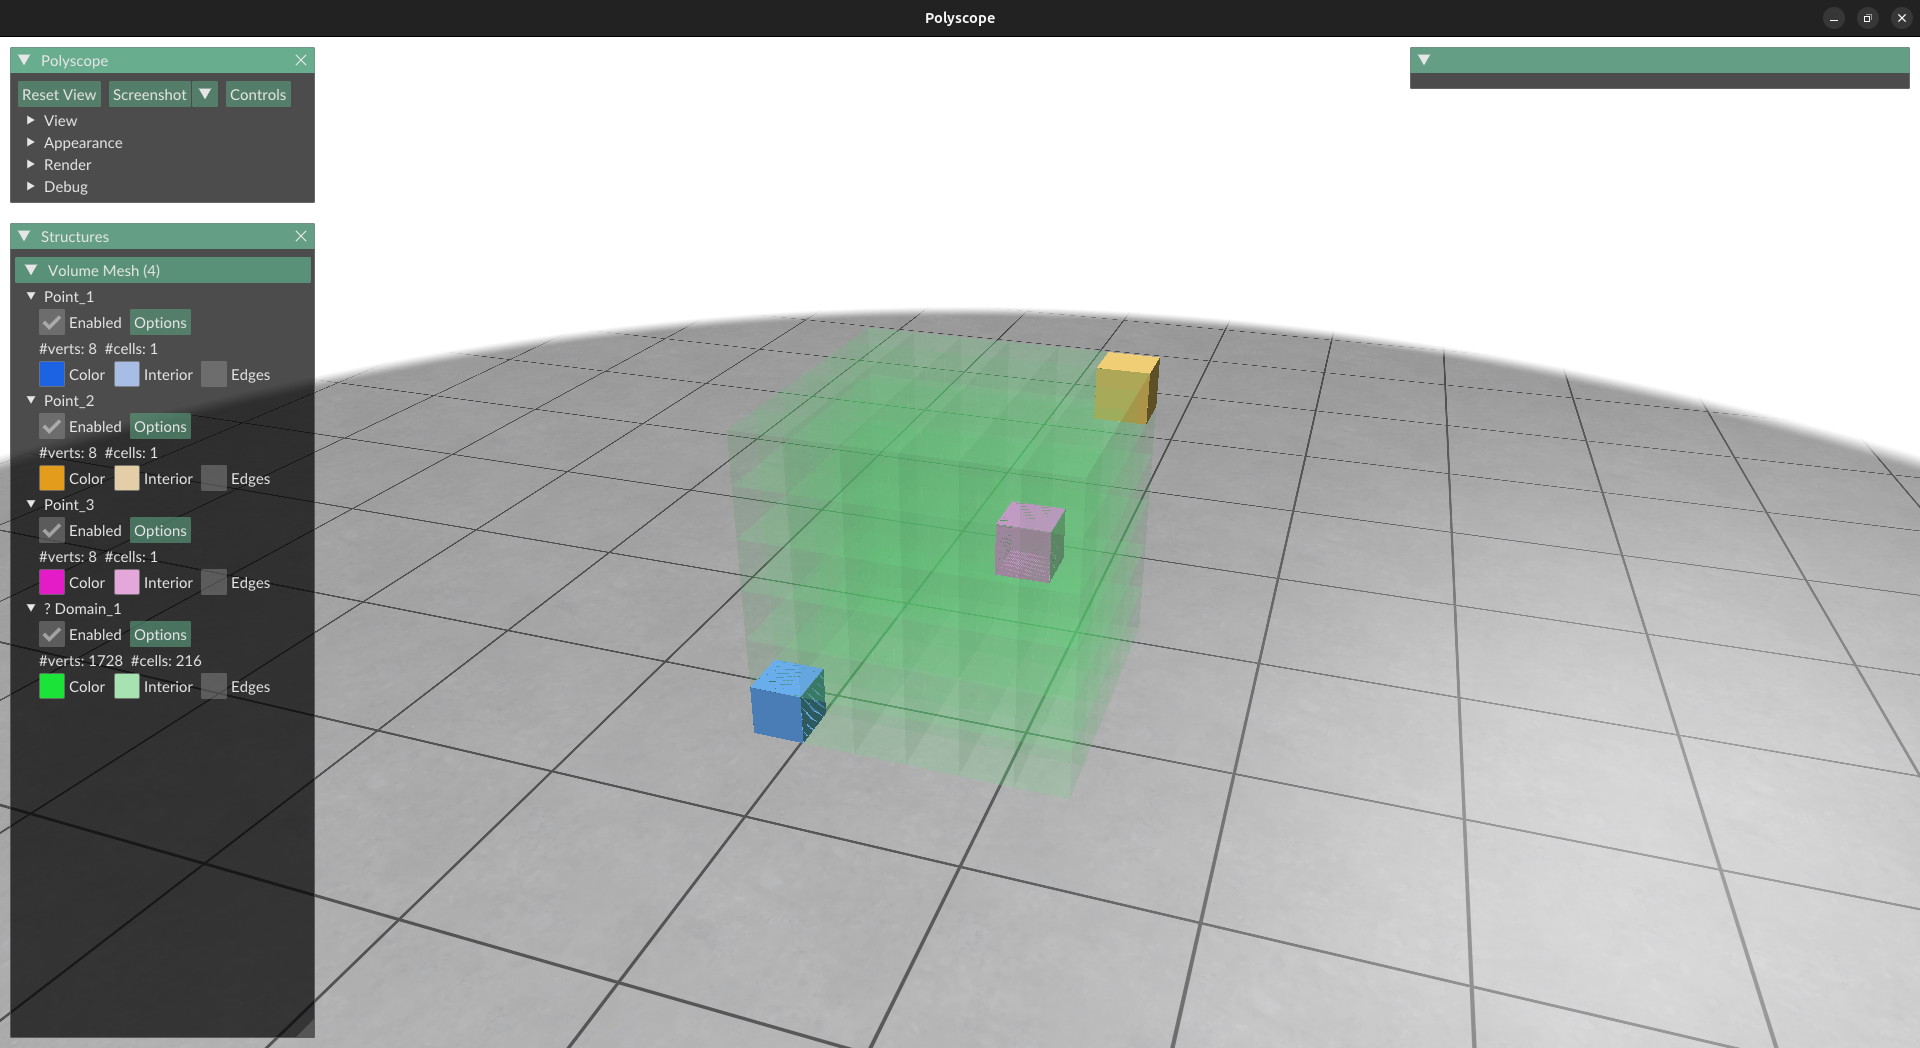 Polyscope
Polyscope
Reset View Screenshot Controls
View
Appearance
Render
Debug
Structures
Volume Mesh (4)
Point_1
Enabled Options
#verts: 8 #cells: 1
Color Interior Edges
Point_2
Enabled Options
#verts: 8 #cells: 1
Color Interior Edges
Point_3
Enabled Options
#verts: 8 #cells: 1
Color Interior Edges
? Domain_1
Enabled Options
#verts: 1728 #cells: 216
Color Interior Edges